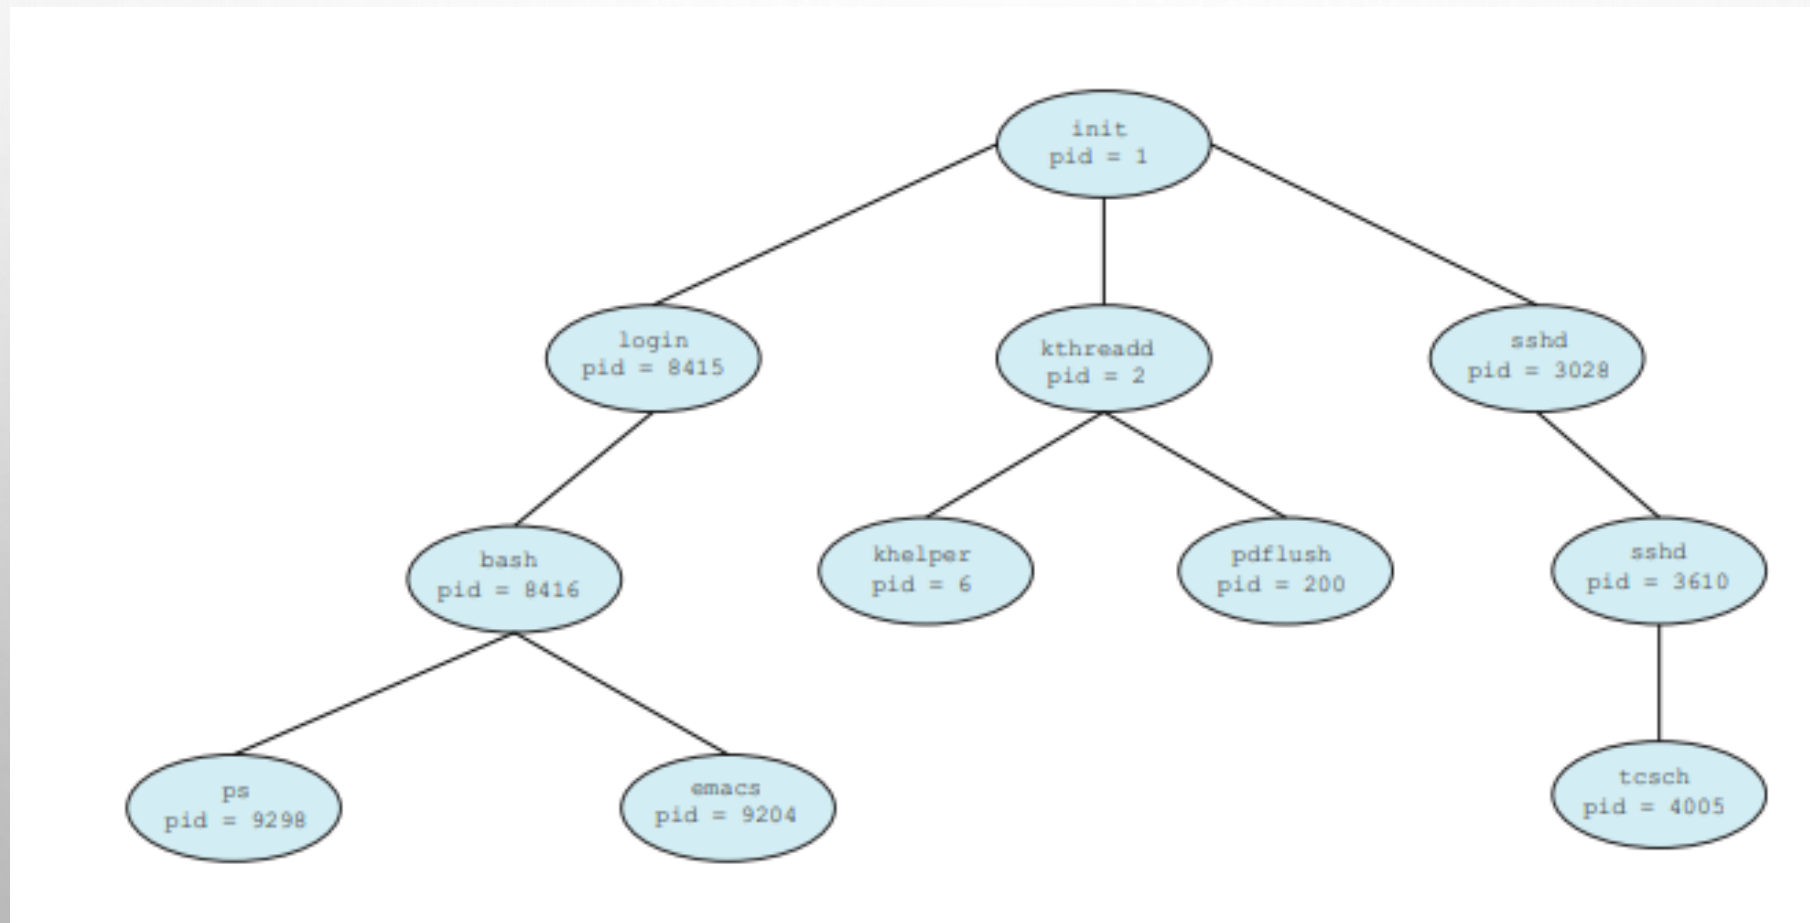 init
pid = 1
login
pid = 8415
kthreadd
pid = 2
sshd
pid = 3028
bash
pid = 8416
khelper
pid = 6
pdflush
pid = 200
sshd
pid = 3610
ps
pid = 9298
emacs
pid = 9204
tcsch
pid = 4005